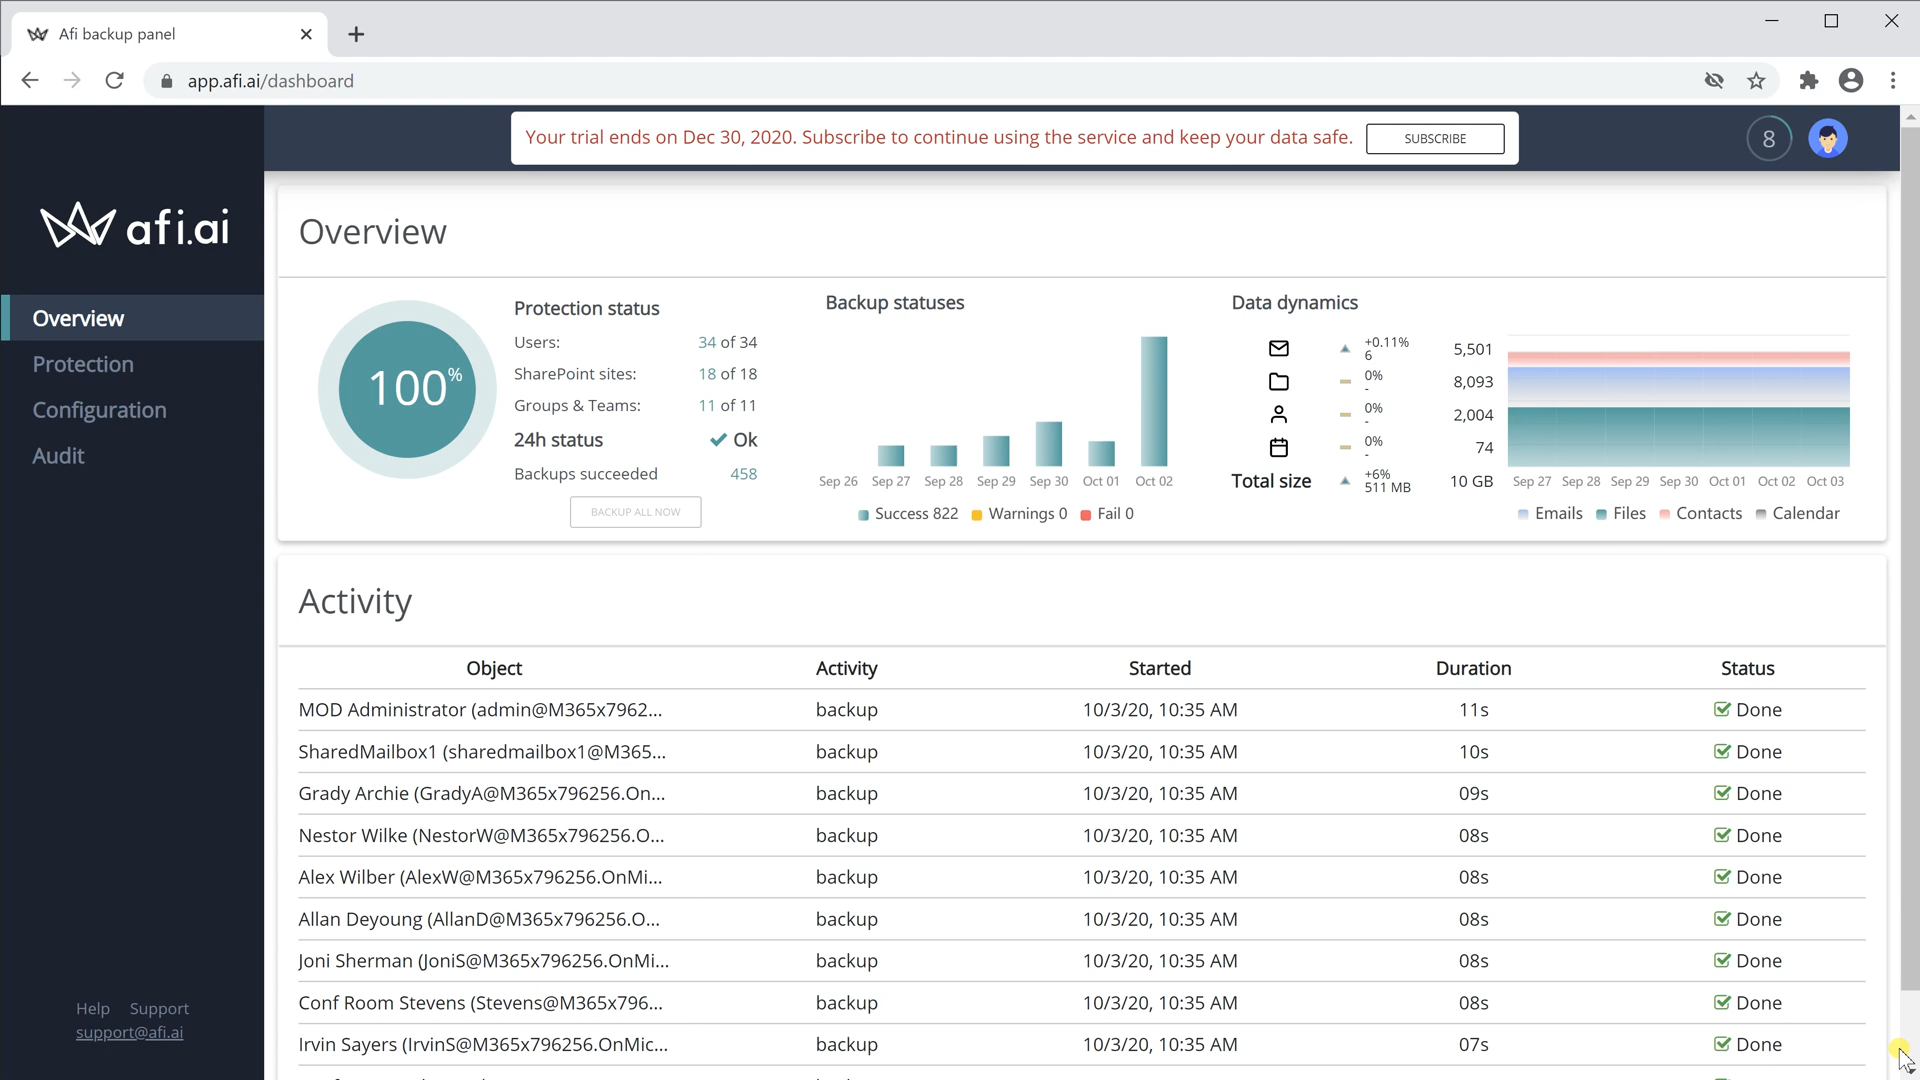 Afi backup panel
app.afi.ai/dashboard
Your trial ends on Dec 30, 2020. Subscribe to continue using the service and keep your data safe.
SUBSCRIBE
8
afi.ai
Overview
Protection
Configuration
Audit
Help Support
support@afi.ai
Overview
100%
Protection status
Users: 34 of 34
SharePoint sites: 18 of 18
Groups & Teams: 11 of 11
24h status Ok
Backups succeeded 458
BACKUP ALL NOW
Backup statuses
Sep 26 Sep 27 Sep 28 Sep 29 Sep 30 Oct 01 Oct 02
Success 822 Warnings 0 Fail 0
Data dynamics
+0.11%
6
5,501
0%
-
8,093
0%
-
2,004
0%
-
74
Total size
+6%
511 MB
10 GB
Sep 27 Sep 28 Sep 29 Sep 30 Oct 01 Oct 02 Oct 03
Emails Files Contacts Calendar
Activity
Object Activity Started Duration Status
MOD Administrator (admin@M365x7962... backup 10/3/20, 10:35 AM 11s Done
SharedMailbox1 (sharedmailbox1@M365... backup 10/3/20, 10:35 AM 10s Done
Grady Archie (GradyA@M365x796256.On... backup 10/3/20, 10:35 AM 09s Done
Nestor Wilke (NestorW@M365x796256.O... backup 10/3/20, 10:35 AM 08s Done
Alex Wilber (AlexW@M365x796256.OnMi... backup 10/3/20, 10:35 AM 08s Done
Allan Deyoung (AllanD@M365x796256.O... backup 10/3/20, 10:35 AM 08s Done
Joni Sherman (JoniS@M365x796256.OnMi... backup 10/3/20, 10:35 AM 08s Done
Conf Room Stevens (Stevens@M365x796... backup 10/3/20, 10:35 AM 08s Done
Irvin Sayers (IrvinS@M365x796256.OnMic... backup 10/3/20, 10:35 AM 07s Done